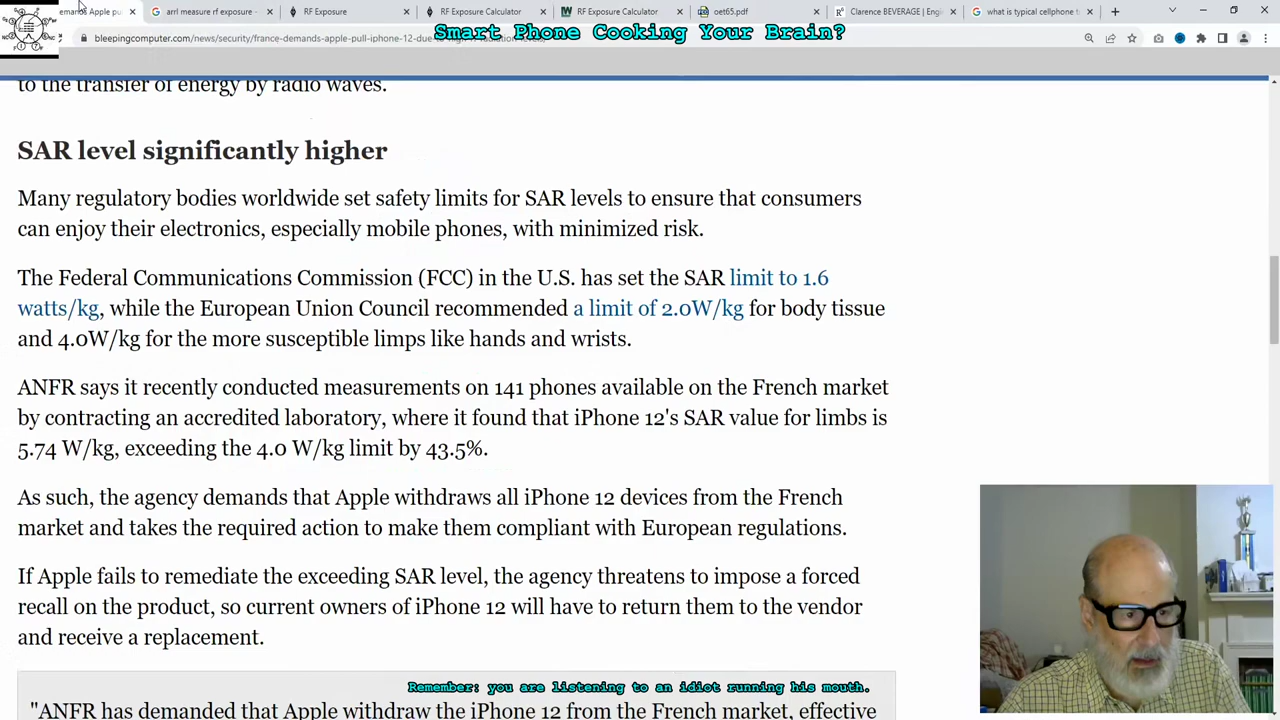 emands Apple pu
arrl measure rf exposure -
RF Exposure
RF Exposure Calculator
RF Exposure Calculator
oet65.pdf
Clarence BEVERAGE | Engi
what is typical cellphone t
bleepingcomputer.com/news/security/france-demands-apple-pull-iphone-12-due-to-high-rf-radiation-levels/
Smart Phone Cooking Your Brain?
to the transfer of energy by radio waves.
SAR level significantly higher
Many regulatory bodies worldwide set safety limits for SAR levels to ensure that consumers
can enjoy their electronics, especially mobile phones, with minimized risk.
The Federal Communications Commission (FCC) in the U.S. has set the SAR limit to 1.6
watts/kg, while the European Union Council recommended a limit of 2.0W/kg for body tissue
and 4.0W/kg for the more susceptible limps like hands and wrists.
ANFR says it recently conducted measurements on 141 phones available on the French market
by contracting an accredited laboratory, where it found that iPhone 12's SAR value for limbs is
5.74 W/kg, exceeding the 4.0 W/kg limit by 43.5%.
As such, the agency demands that Apple withdraws all iPhone 12 devices from the French
market and takes the required action to make them compliant with European regulations.
If Apple fails to remediate the exceeding SAR level, the agency threatens to impose a forced
recall on the product, so current owners of iPhone 12 will have to return them to the vendor
and receive a replacement.
Remember: you are listening to an idiot running his mouth.
"ANFR has demanded that Apple withdraw the iPhone 12 from the French market, effective